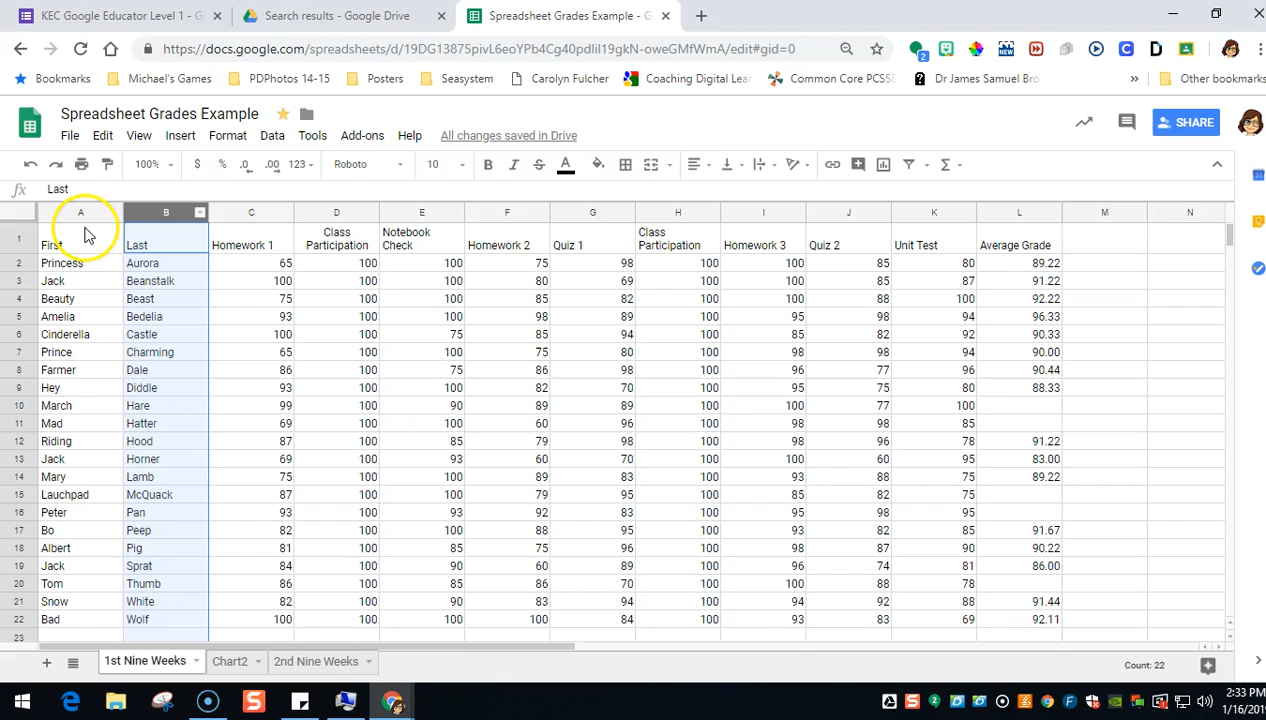 KEC Google Educator Level 1 - G
Search results - Google Drive
Spreadsheet Grades Example - G
https://docs.google.com/spreadsheets/d/19DG13875pivL6eoYPb4Cg40pdlil19gkN-oweGMfWmA/edit#gid=0
Bookmarks Michael's Games PDPhotos 14-15 Posters Seasystem Carolyn Fulcher Coaching Digital Lea Common Core PCSS Dr James Samuel Bro » Other bookmarks
Spreadsheet Grades Example
File Edit View Insert Format Data Tools Add-ons Help All changes saved in Drive
SHARE
100% $ % .0 .00 123 Roboto 10 B I S A Σ
fx Last
A B C D E F G H I J K L M N
1 First Last Homework 1 Class Participation Notebook Check Homework 2 Quiz 1 Class Participation Homework 3 Quiz 2 Unit Test Average Grade
2 Princess Aurora 65 100 100 75 98 100 100 85 80 89.22
3 Jack Beanstalk 100 100 100 80 69 100 100 85 87 91.22
4 Beauty Beast 75 100 100 85 82 100 100 88 100 92.22
5 Amelia Bedelia 93 100 100 98 89 100 95 98 94 96.33
6 Cinderella Castle 100 100 75 85 94 100 85 82 92 90.33
7 Prince Charming 65 100 100 75 80 100 98 98 94 90.00
8 Farmer Dale 86 100 75 86 98 100 96 77 96 90.44
9 Hey Diddle 93 100 100 82 70 100 95 75 80 88.33
10 March Hare 99 100 90 89 89 100 100 77 100
11 Mad Hatter 69 100 100 60 96 100 98 98 85
12 Riding Hood 87 100 85 79 98 100 98 96 78 91.22
13 Jack Horner 69 100 93 60 70 100 100 60 95 83.00
14 Mary Lamb 75 100 100 89 83 100 93 88 75 89.22
15 Lauchpad McQuack 87 100 100 79 95 100 85 82 75
16 Peter Pan 93 100 93 92 83 100 95 98 95
17 Bo Peep 82 100 100 88 95 100 93 82 85 91.67
18 Albert Pig 81 100 85 75 96 100 98 87 90 90.22
19 Jack Sprat 84 100 90 60 89 100 96 74 81 86.00
20 Tom Thumb 86 100 85 86 70 100 100 88 78
21 Snow White 82 100 90 83 94 100 94 92 88 91.44
22 Bad Wolf 100 100 100 100 84 100 93 83 69 92.11
23
1st Nine Weeks Chart2 2nd Nine Weeks Count: 22
2:33 PM
1/16/201